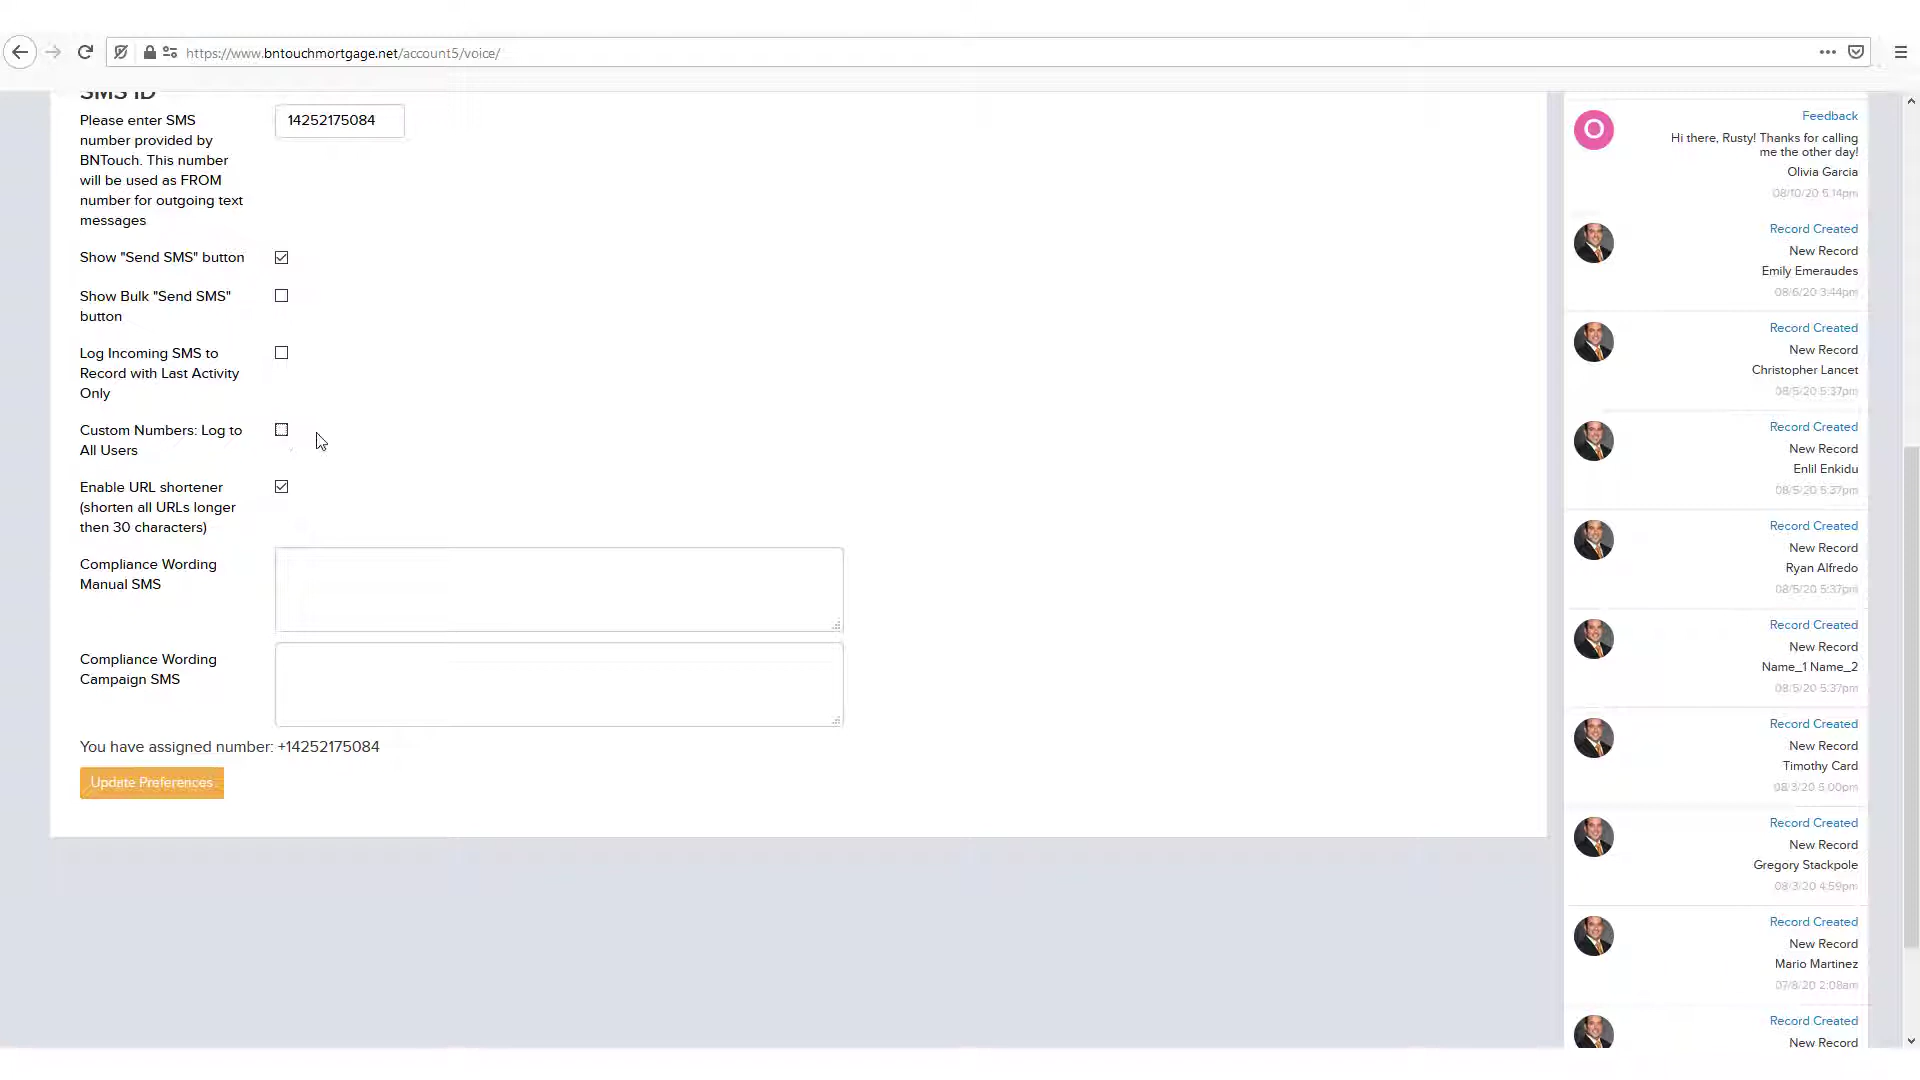 https://www.bntouchmortgage.net/account5/voice/
SMS ID
Please enter SMS
number provided by
BNTouch. This number
will be used as FROM
number for outgoing text
messages
14252175084
Show "Send SMS" button
Show Bulk "Send SMS"
button
Log Incoming SMS to
Record with Last Activity
Only
Custom Numbers: Log to
All Users
Enable URL shortener
(shorten all URLs longer
then 30 characters)
Compliance Wording
Manual SMS
Compliance Wording
Campaign SMS
You have assigned number: +14252175084
Update Preferences
O
Feedback
Hi there, Rusty! Thanks for calling
me the other day!
Olivia Garcia
08/10/20 5:14pm
Record Created
New Record
Emily Emeraudes
08/6/20 3:44pm
Record Created
New Record
Christopher Lancet
08/5/20 5:37pm
Record Created
New Record
Enlil Enkidu
08/5/20 5:37pm
Record Created
New Record
Ryan Alfredo
08/5/20 5:37pm
Record Created
New Record
Name_1 Name_2
08/5/20 5:37pm
Record Created
New Record
Timothy Card
08/3/20 5:00pm
Record Created
New Record
Gregory Stackpole
08/3/20 4:59pm
Record Created
New Record
Mario Martinez
07/8/20 2:08am
Record Created
New Record